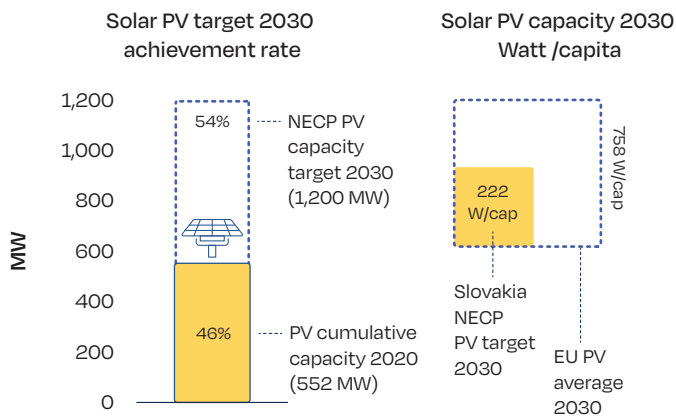 Solar PV target 2030
achievement rate
MW
1,200
1,000
800
600
400
200
0
54%
46%
NECP PV
capacity
target 2030
(1,200 MW)
PV cumulative
capacity 2020
(552 MW)
Solar PV capacity 2030
Watt /capita
758 W/cap
222
W/cap
Slovakia
NECP
PV target
2030
EU PV
average
2030